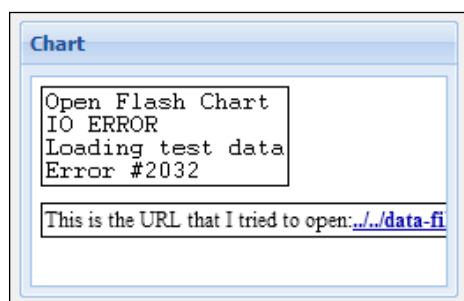 Chart
Open Flash Chart
IO ERROR
Loading test data
Error #2032
This is the URL that I tried to open:../../data-fi